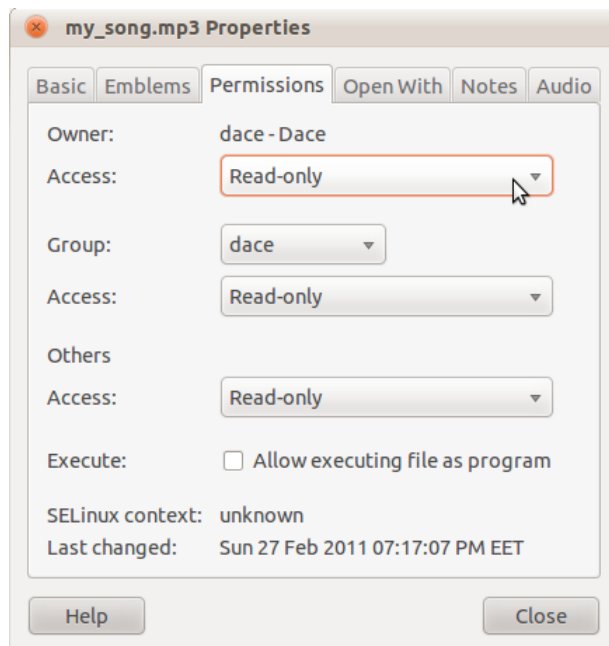 my_song.mp3 Properties
Basic Emblems Permissions Open With Notes Audio
Owner: dace - Dace
Access: Read-only
Group: dace
Access: Read-only
Others
Access: Read-only
Execute: Allow executing file as program
SELinux context: unknown
Last changed: Sun 27 Feb 2011 07:17:07 PM EET
Help Close